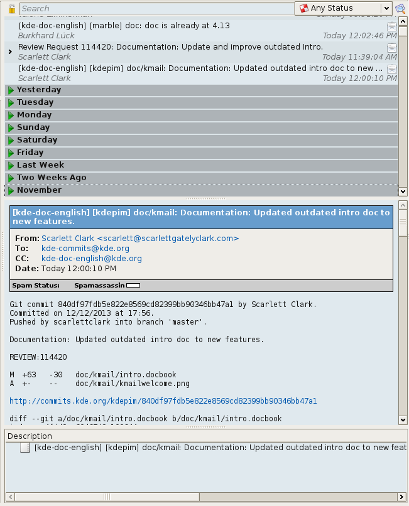 Search
Any Status
[kde-doc-english] [marble] doc: doc is already at 4.13
Burkhard Lück Today 12:02:46 PM
Review Request 114420: Documentation: Update and improve outdated Intro.
Scarlett Clark Today 11:39:04 AM
[kde-doc-english] [kdepim] doc/kmail: Documentation: Updated outdated intro doc to new ...
Scarlett Clark Today 12:00:10 PM
Yesterday
Tuesday
Monday
Sunday
Saturday
Friday
Last Week
Two Weeks Ago
November
[kde-doc-english] [kdepim] doc/kmail: Documentation: Updated outdated intro doc to
new features.
From: Scarlett Clark <scarlett@scarlettgatelyclark.com>
To: kde-commits@kde.org
CC: kde-doc-english@kde.org
Date: Today 12:00:10 PM
Spam Status: Spamassassin
Git commit 840df97fdb5e822e8569cd82399bb90346bb47a1 by Scarlett Clark.
Committed on 12/12/2013 at 17:56.
Pushed by scarlettclark into branch 'master'.
Documentation: Updated outdated intro doc to new features.
REVIEW:114420
M +63 -30 doc/kmail/intro.docbook
A +- -- doc/kmail/kmailwelcome.png
http://commits.kde.org/kdepim/840df97fdb5e822e8569cd82399bb90346bb47a1
diff --git a/doc/kmail/intro.docbook b/doc/kmail/intro.docbook
Description
[kde-doc-english] [kdepim] doc/kmail: Documentation: Updated outdated intro doc to new feat